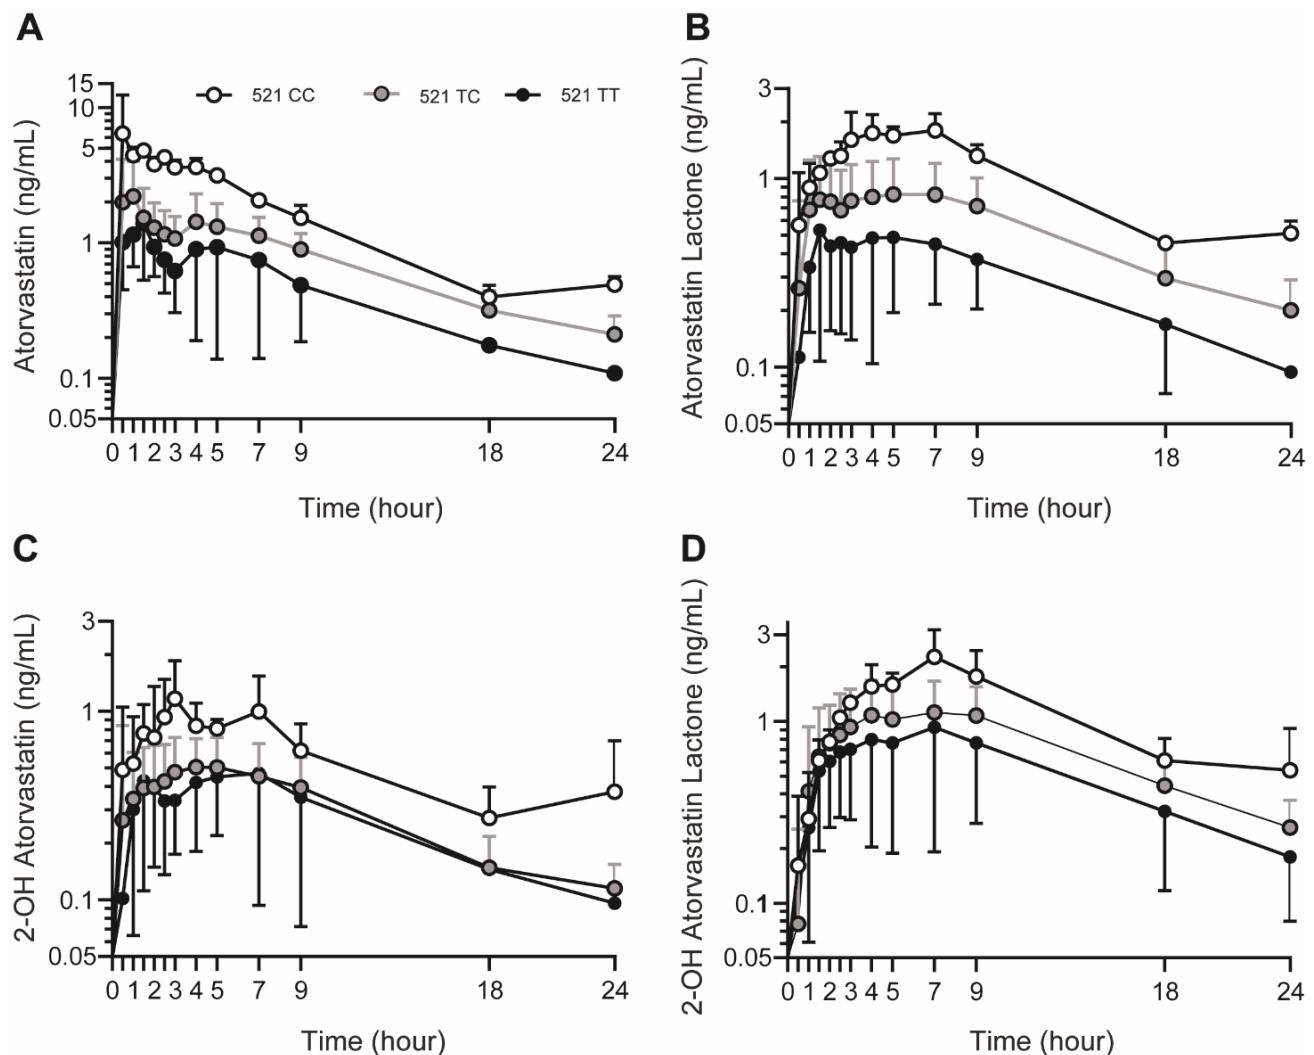 A
Atorvastatin (ng/mL)
15
10
5
1
0.1
0.05
521 CC
521 TC
521 TT
0 1 2 3 4 5 7 9 18 24
Time (hour)
B
Atorvastatin Lactone (ng/mL)
3
1
0.1
0.05
0 1 2 3 4 5 7 9 18 24
Time (hour)
C
2-OH Atorvastatin (ng/mL)
3
1
0.1
0.05
0 1 2 3 4 5 7 9 18 24
Time (hour)
D
2-OH Atorvastatin Lactone (ng/mL)
3
1
0.1
0.05
0 1 2 3 4 5 7 9 18 24
Time (hour)